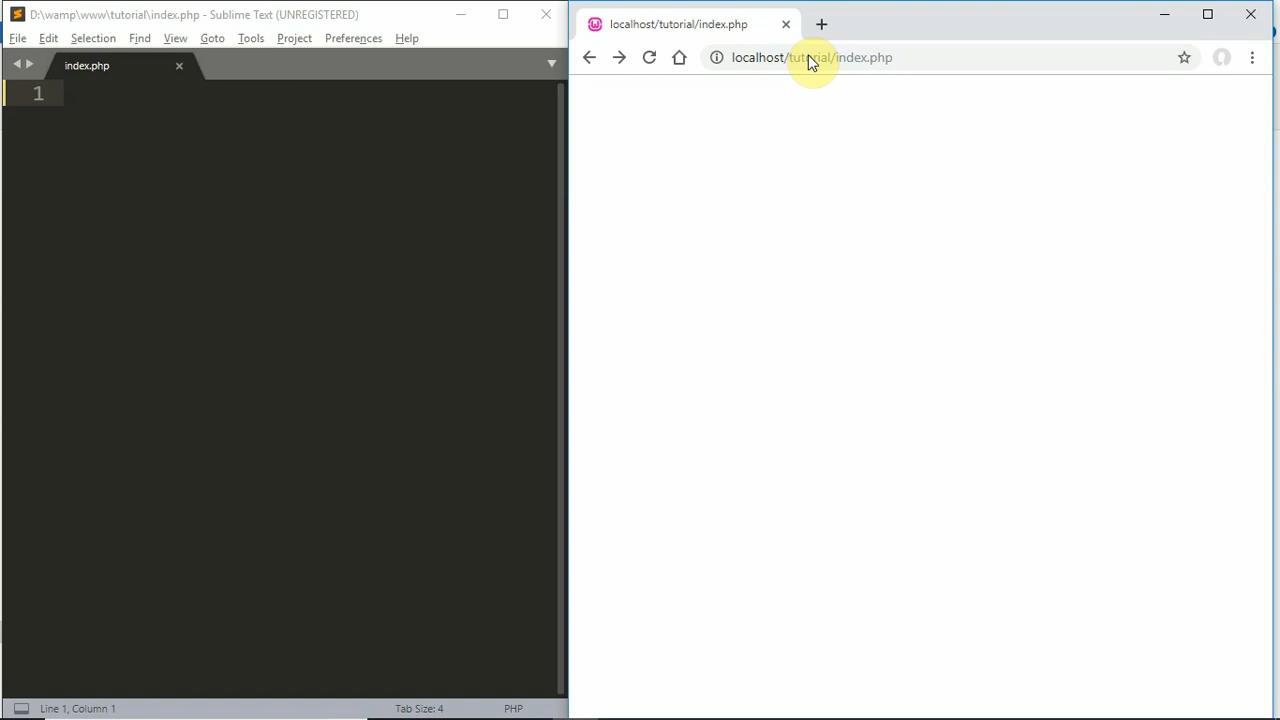 D:\wamp\www\tutorial\index.php - Sublime Text (UNREGISTERED)
File Edit Selection Find View Goto Tools Project Preferences Help
index.php
1
Line 1, Column 1 Tab Size: 4 PHP
localhost/tutorial/index.php
localhost/tutorial/index.php